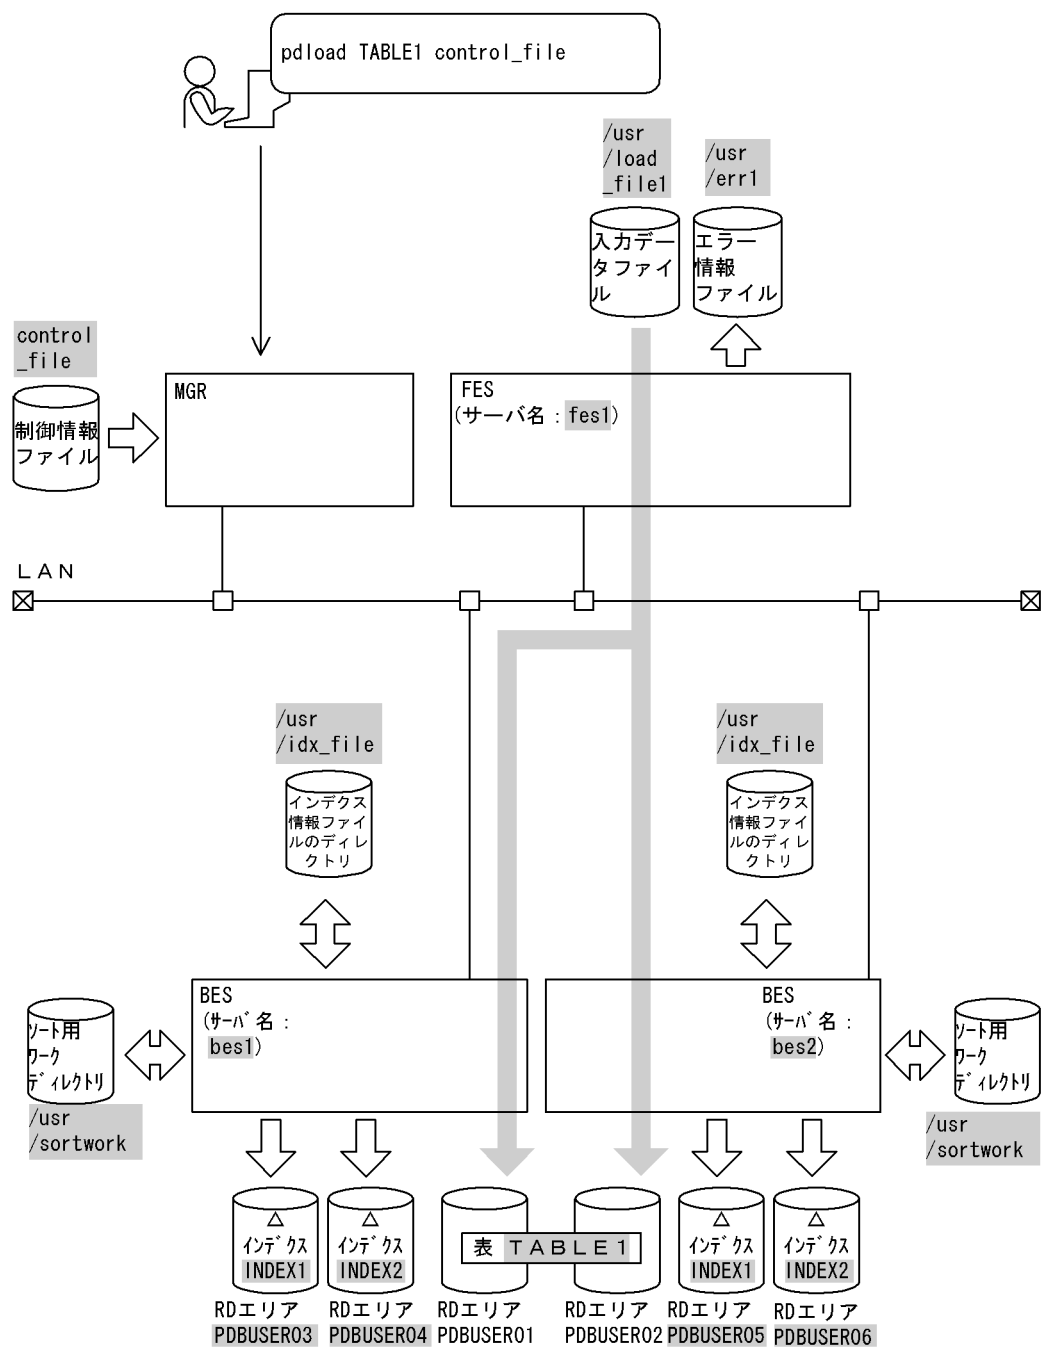 pdload TABLE1 control_file
/usr
/load
_file1
/usr
/err1
入力デー
タファイ
ル
エラー
情報
ファイル
control
_file
制御情報
ファイル
MGR
FES
(サーバ名：fes1)
ＬＡＮ
/usr
/idx_file
インデクス
情報ファイ
ルのディレ
クトリ
/usr
/idx_file
インデクス
情報ファイ
ルのディレ
クトリ
BES
(ｻｰﾊﾞ名：
bes1)
BES
(ｻｰﾊﾞ名：
bes2)
ｿｰﾄ用
ﾜｰｸ
ﾃﾞｨﾚｸﾄﾘ
/usr
/sortwork
ｿｰﾄ用
ﾜｰｸ
ﾃﾞｨﾚｸﾄﾘ
/usr
/sortwork
ｲﾝﾃﾞｸｽ
INDEX1
ｲﾝﾃﾞｸｽ
INDEX2
表 ＴＡＢＬＥ１
ｲﾝﾃﾞｸｽ
INDEX1
ｲﾝﾃﾞｸｽ
INDEX2
RDエリア
PDBUSER03
RDエリア
PDBUSER04
RDエリア
PDBUSER01
RDエリア
PDBUSER02
RDエリア
PDBUSER05
RDエリア
PDBUSER06